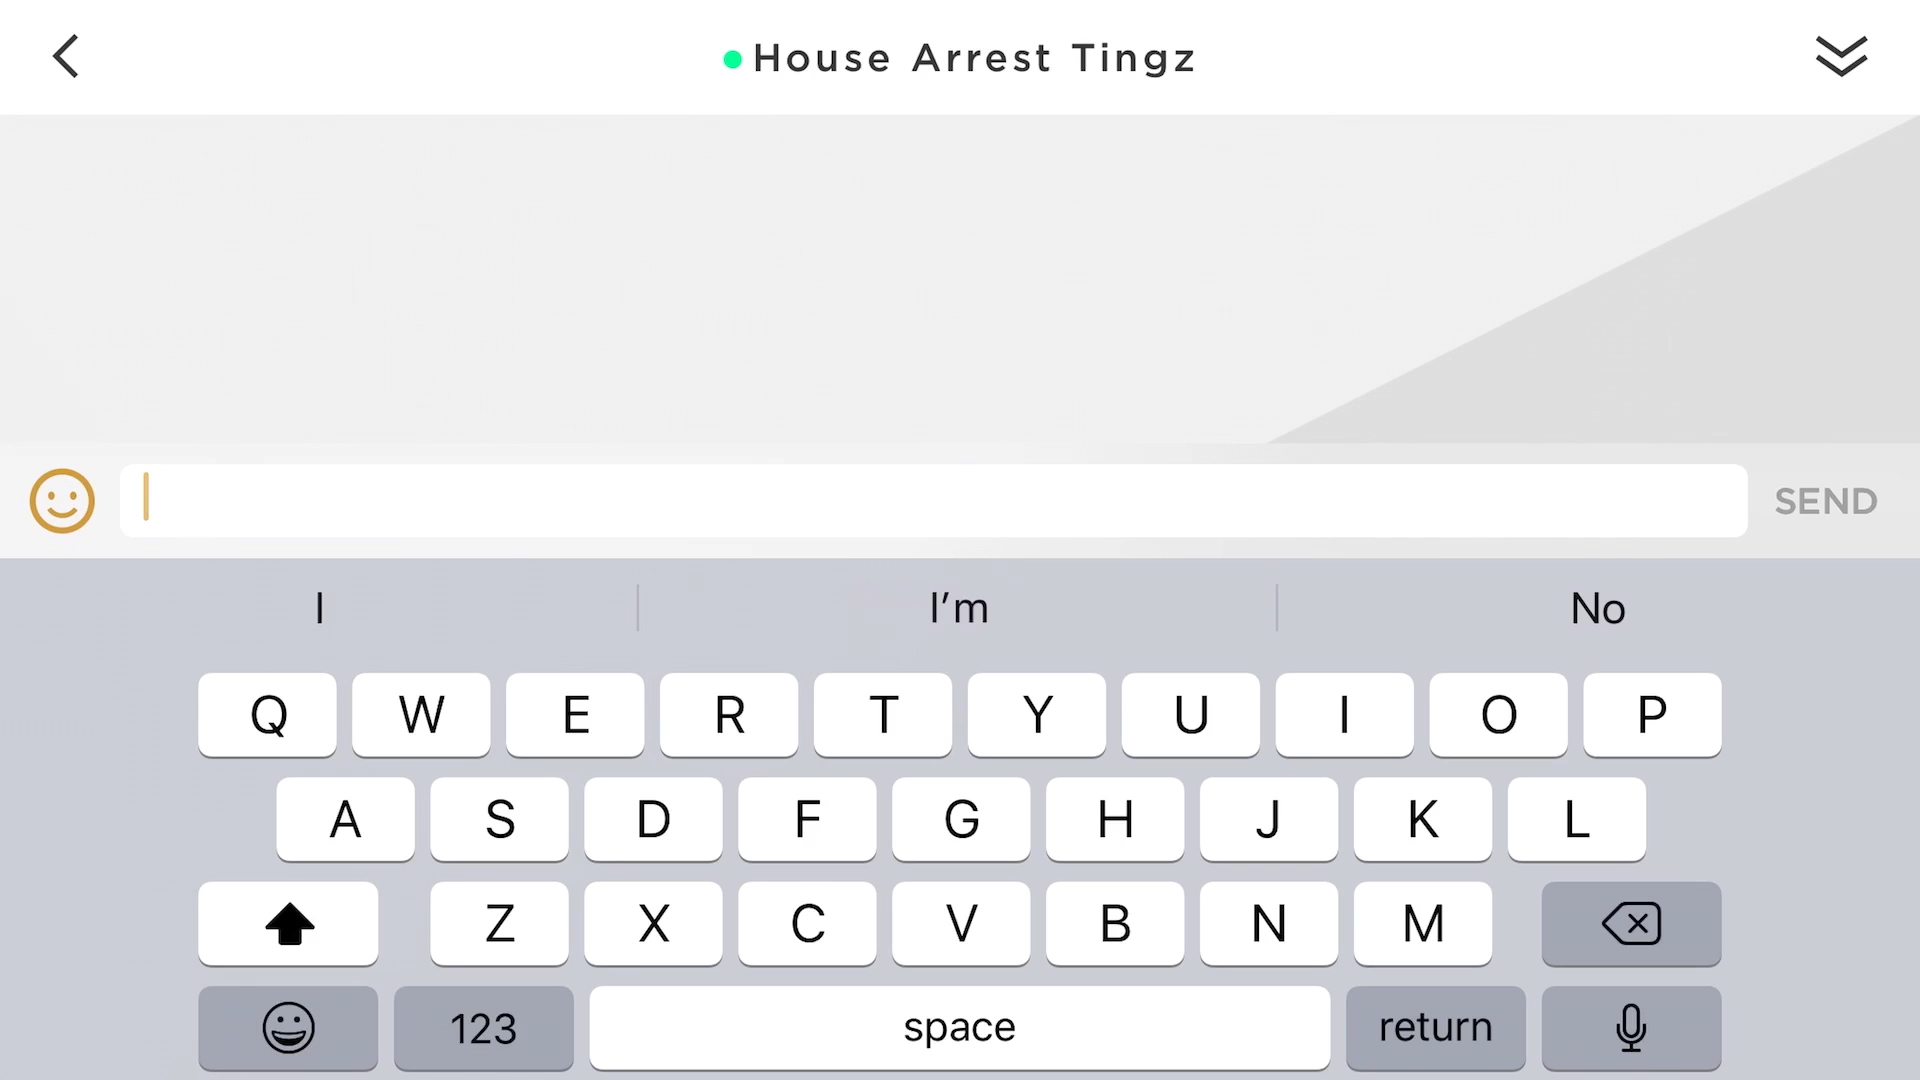 House Arrest Tingz
SEND
I I'm No
Q W E R T Y U I O P
A S D F G H J K L
Z X C V B N M
123 space return